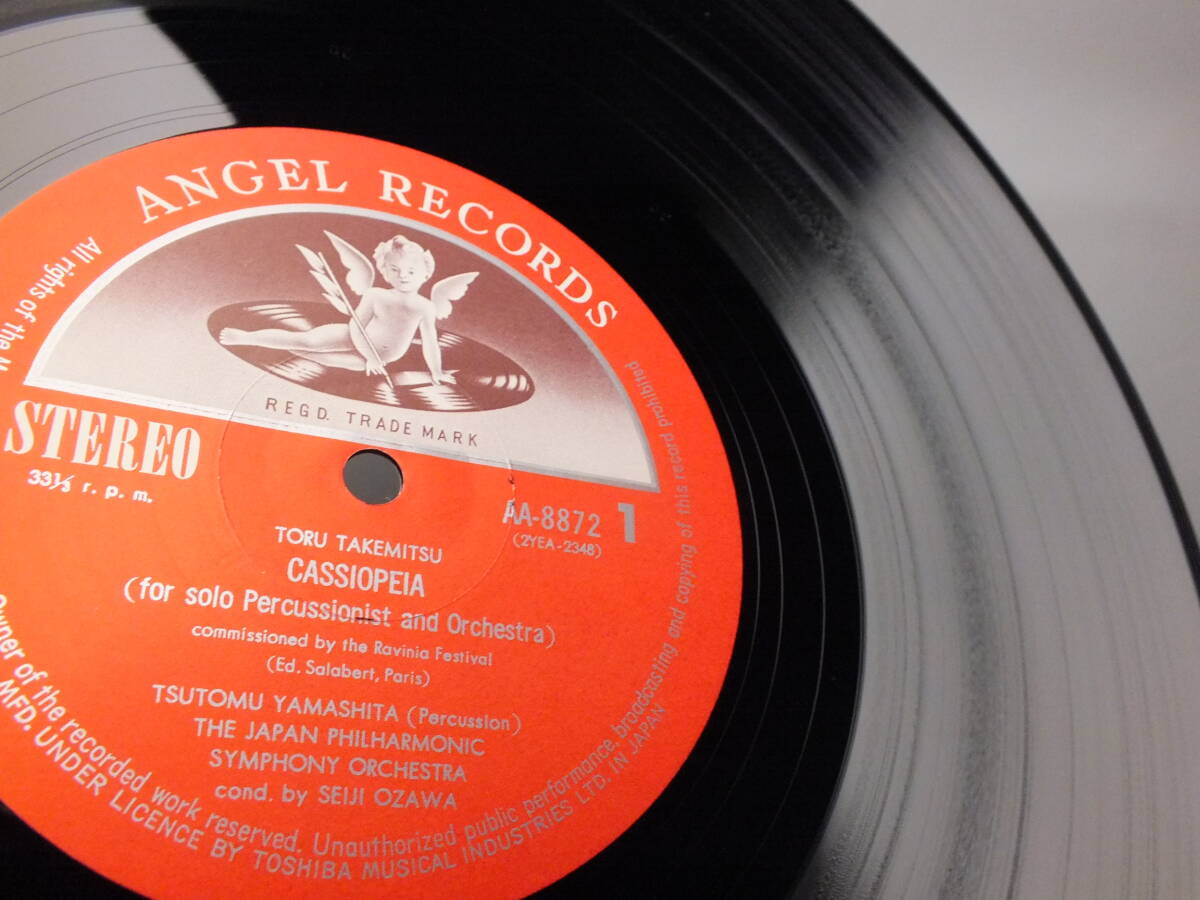 ANGEL RECORDS
REGD. TRADE MARK
STEREO
33⅓ r. p. m.
AA-8872 1
(2YEA-2348)
TORU TAKEMITSU
CASSIOPEIA
(for solo Percussionist and Orchestra)
commissioned by the Ravinia Festival
(Ed. Salabert, Paris)
TSUTOMU YAMASHITA (Percussion)
THE JAPAN PHILHARMONIC
SYMPHONY ORCHESTRA
cond. by SEIJI OZAWA
All rights of the
Owner of the recorded work reserved. Unauthorized public performance, broadcasting and copying of this record prohibited
MFD. UNDER LICENCE BY TOSHIBA MUSICAL INDUSTRIES LTD. IN JAPAN